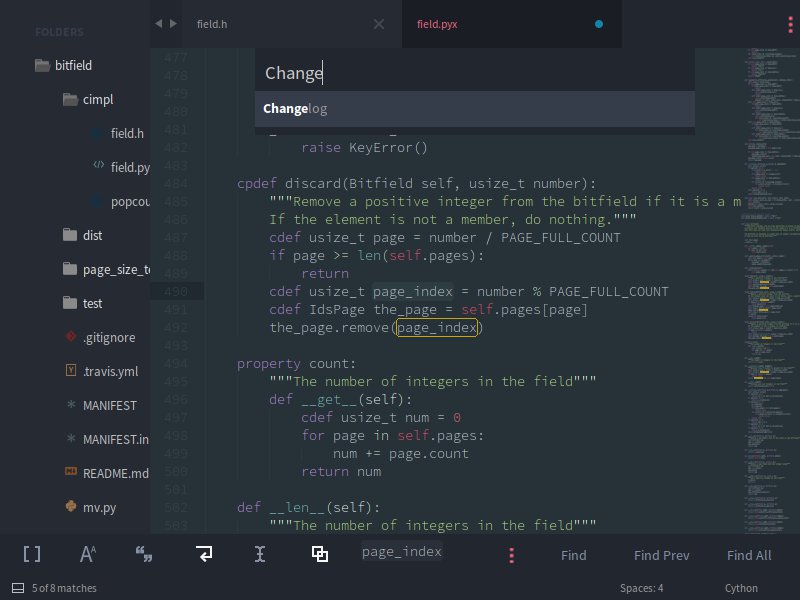 FOLDERS
bitfield
cimpl
field.h
field.py
popcou
dist
page_size_te
test
.gitignore
.travis.yml
MANIFEST
MANIFEST.in
README.md
mv.py
field.h
field.pyx
Change
Changelog
477
478
479
480
481
482 raise KeyError()
483
484 cpdef discard(Bitfield self, usize_t number):
485 """Remove a positive integer from the bitfield if it is a m
486 If the element is not a member, do nothing."""
487 cdef usize_t page = number / PAGE_FULL_COUNT
488 if page >= len(self.pages):
489 return
490 cdef usize_t page_index = number % PAGE_FULL_COUNT
491 cdef IdsPage the_page = self.pages[page]
492 the_page.remove(page_index)
493
494 property count:
495 """The number of integers in the field"""
496 def __get__(self):
497 cdef usize_t num = 0
498 for page in self.pages:
499 num += page.count
500 return num
501
502 def __len__(self):
503 """The number of integers in the field"""
page_index
Find
Find Prev
Find All
5 of 8 matches
Spaces: 4
Cython